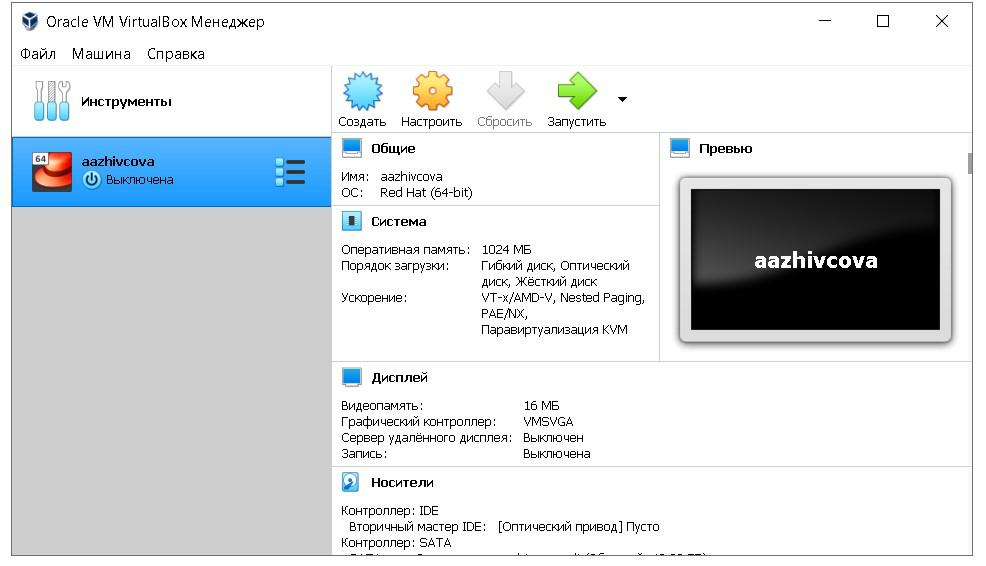 Oracle VM VirtualBox Менеджер
Файл Машина Справка
Инструменты
64
aazhivcova
Выключена
Создать Настроить Сбросить Запустить
Общие
Имя: aazhivcova
ОС: Red Hat (64-bit)
Система
Оперативная память: 1024 МБ
Порядок загрузки: Гибкий диск, Оптический
диск, Жёсткий диск
Ускорение: VT-x/AMD-V, Nested Paging,
PAE/NX,
Паравиртуализация KVM
Превью
aazhivcova
Дисплей
Видеопамять: 16 МБ
Графический контроллер: VMSVGA
Сервер удалённого дисплея: Выключен
Запись: Выключена
Носители
Контроллер: IDE
Вторичный мастер IDE: [Оптический привод] Пусто
Контроллер: SATA